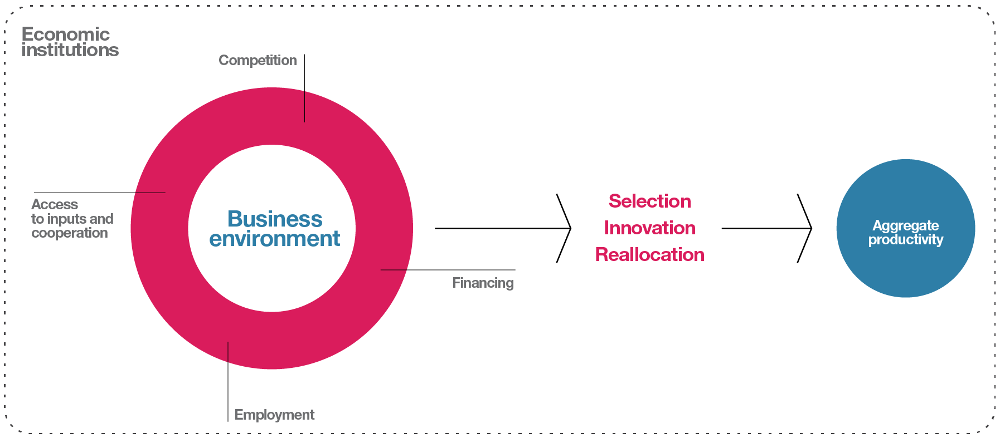 Economic
institutions
Competition
Access
to inputs and
cooperation
Business
environment
Financing
Employment
Selection
Innovation
Reallocation
Aggregate
productivity